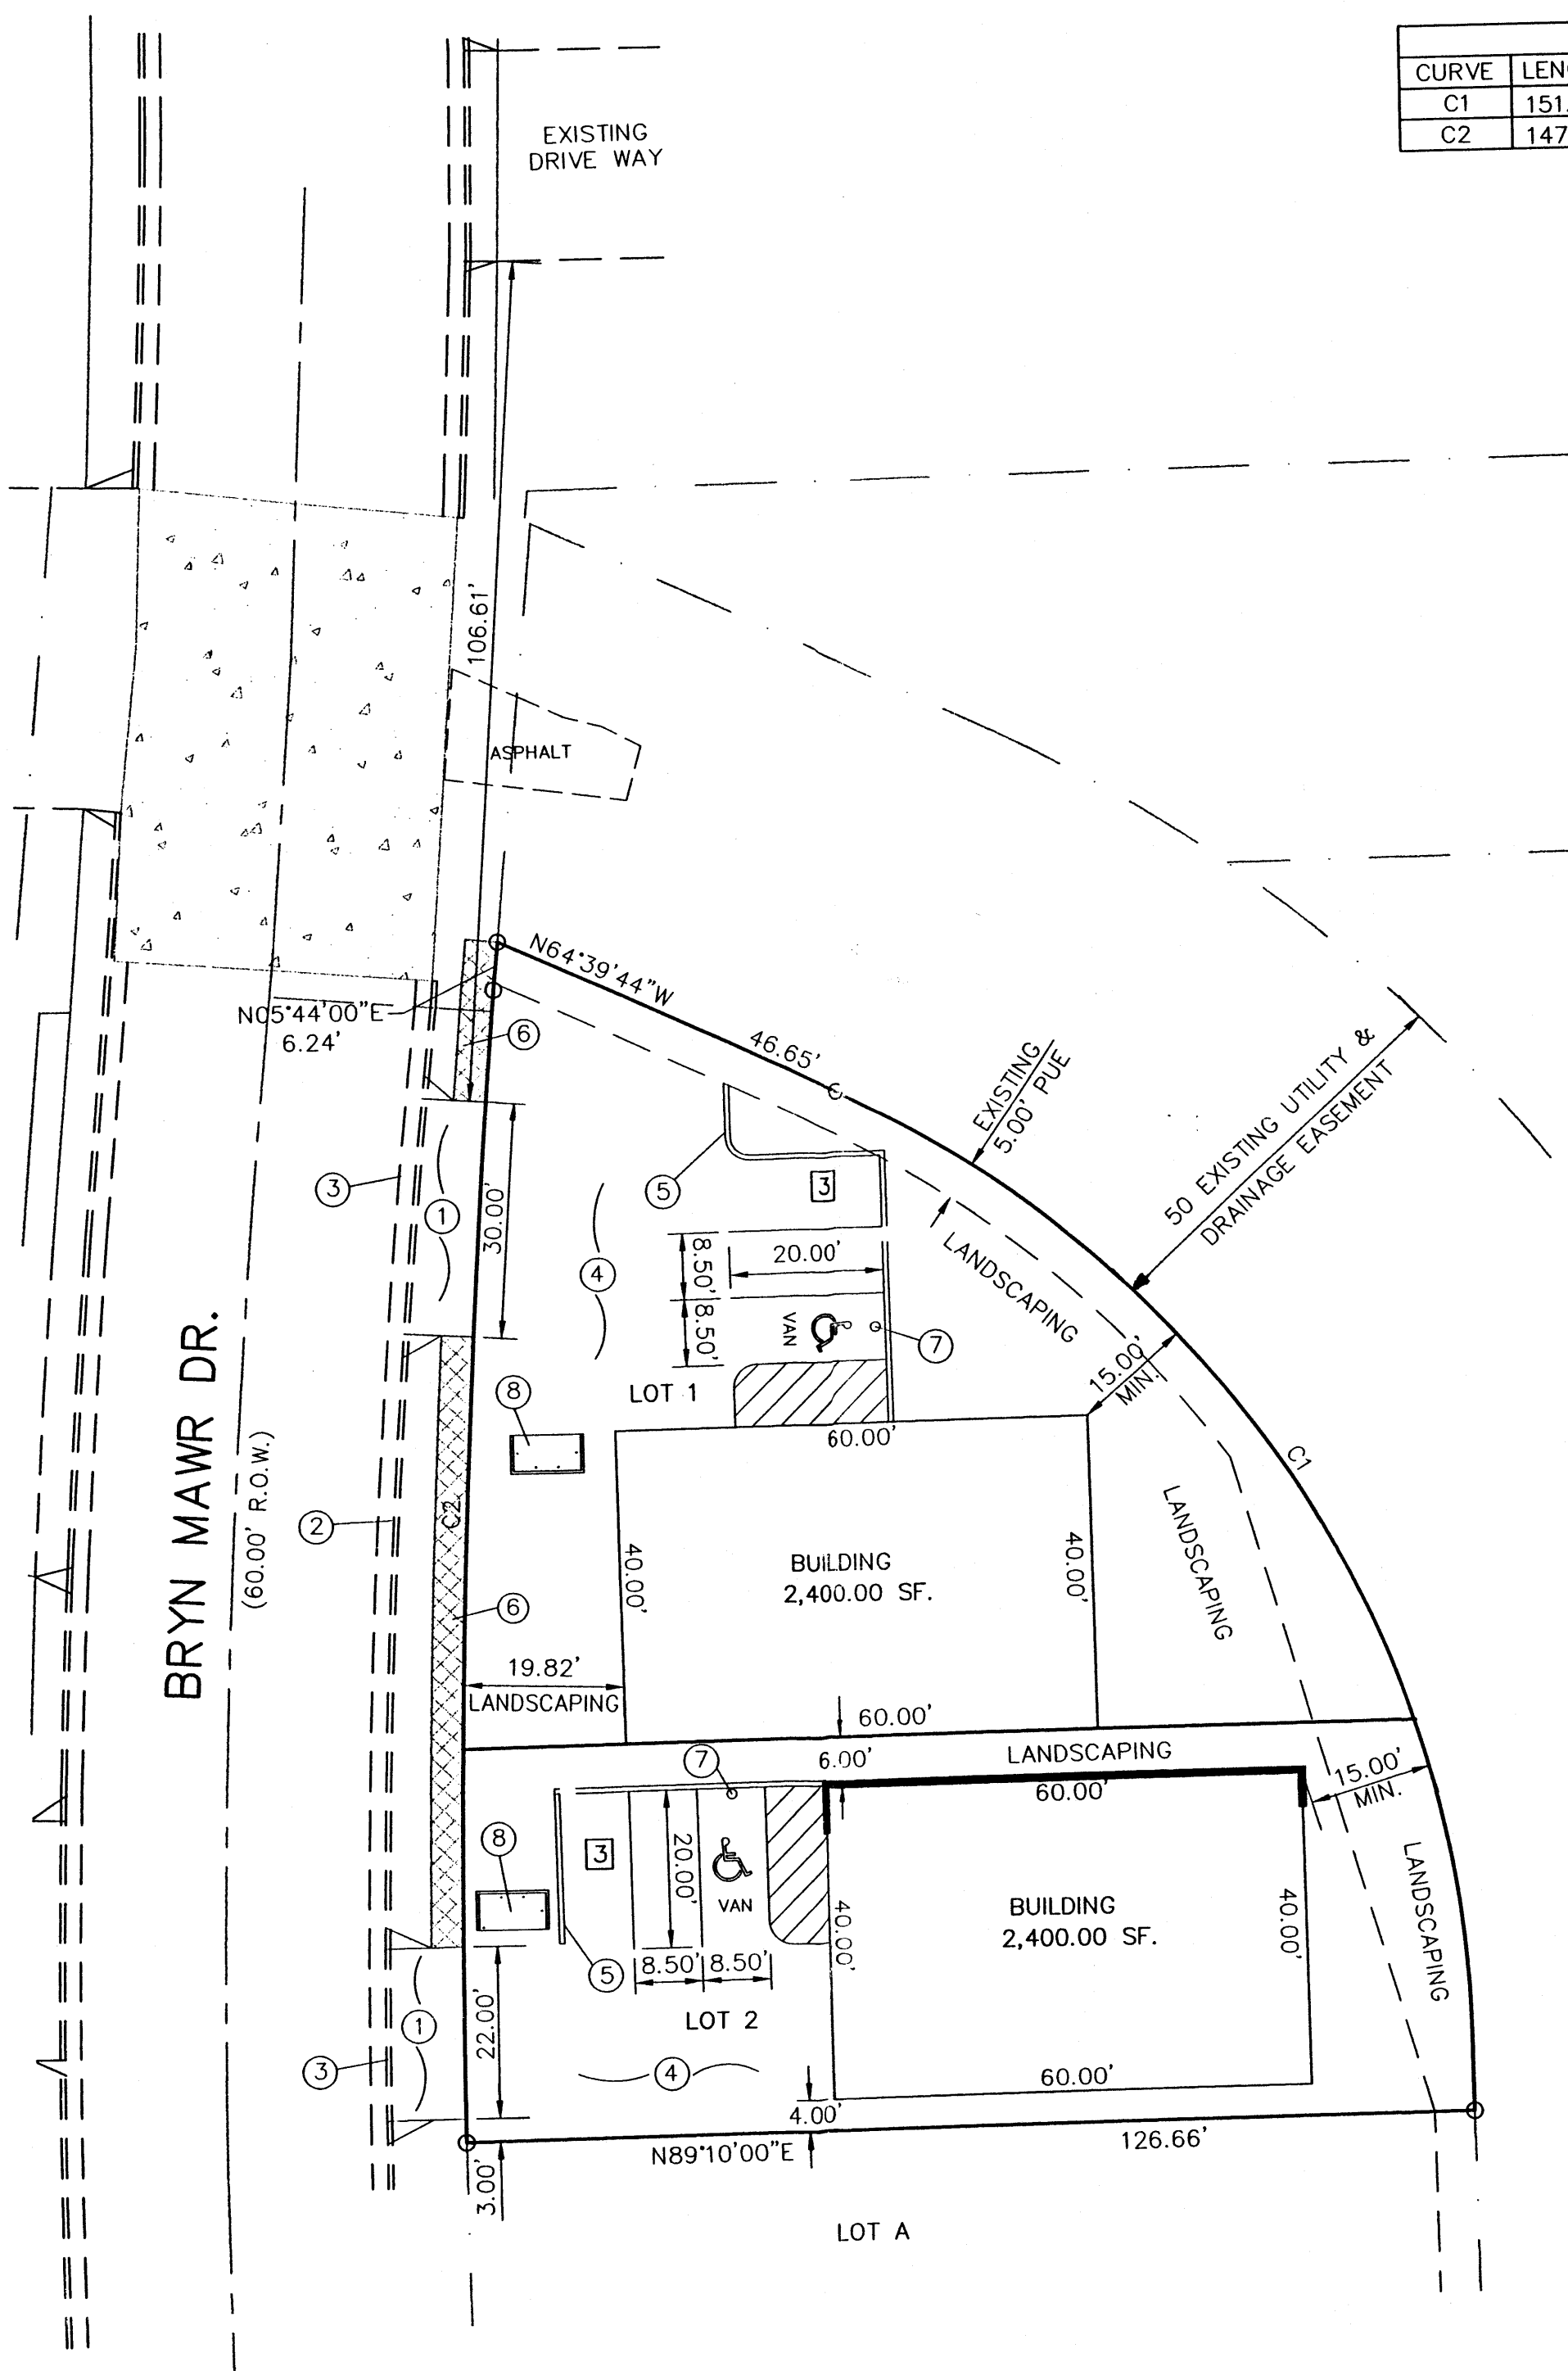 CURVE LEN
C1 151.
C2 147
EXISTING
DRIVE WAY
106.61'
ASPHALT
N64°39'44"W
46.65'
N05°44'00"E
6.24'
6
EXISTING
5.00' PUE
50 EXISTING UTILITY &
DRAINAGE EASEMENT
3
1
5
3
30.00'
4
8.50'
20.00'
8.50'
VAN
7
LANDSCAPING
15.00'
MIN.
BRYN MAWR DR.
(60.00' R.O.W.)
LOT 1
8
60.00'
C1
2
C2
40.00'
BUILDING
2,400.00 SF.
40.00'
LANDSCAPING
6
19.82'
LANDSCAPING
60.00'
7
6.00'
LANDSCAPING
60.00'
15.00'
MIN.
8
3
20.00'
VAN
40.00'
BUILDING
2,400.00 SF.
40.00'
LANDSCAPING
5
8.50'
8.50'
1
22.00'
LOT 2
3
4
60.00'
4.00'
N89°10'00"E
126.66'
3.00'
LOT A